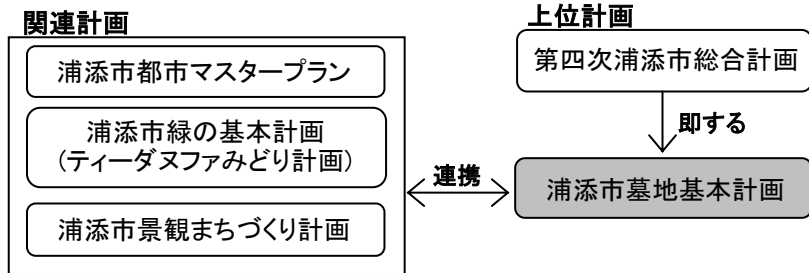 関連計画
浦添市都市マスタープラン
浦添市緑の基本計画
(ティーダヌファみどり計画)
浦添市景観まちづくり計画
連携
上位計画
第四次浦添市総合計画
即する
浦添市墓地基本計画